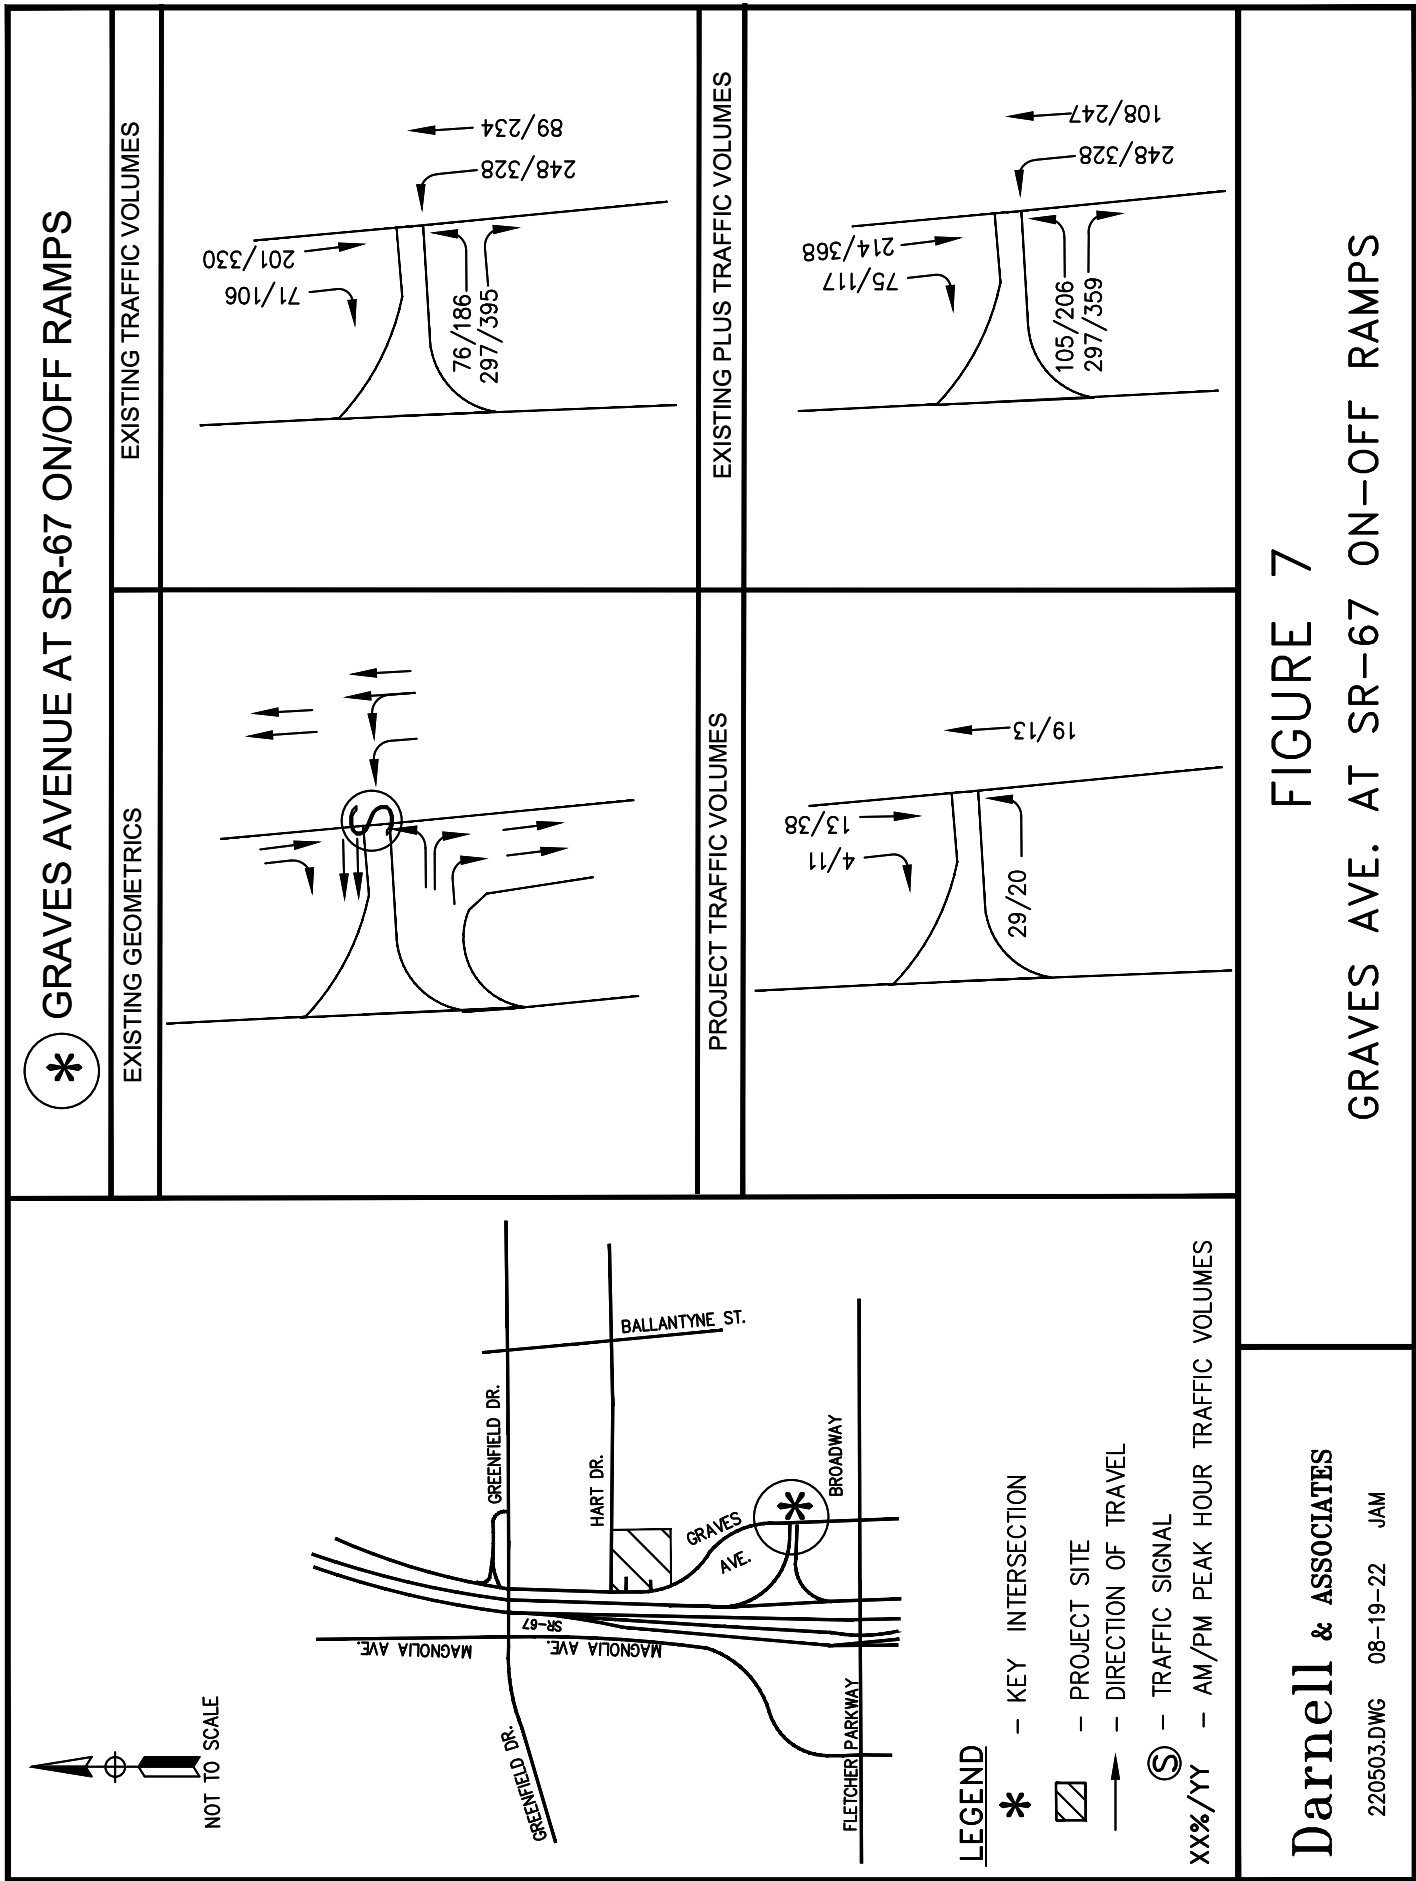 * GRAVES AVENUE AT SR-67 ON/OFF RAMPS
EXISTING GEOMETRICS
EXISTING TRAFFIC VOLUMES
S
71/106
201/330
76/186
297/395
248/328
89/234
PROJECT TRAFFIC VOLUMES
EXISTING PLUS TRAFFIC VOLUMES
4/11
13/38
29/20
19/13
75/117
214/368
105/206
297/359
248/328
108/247
NOT TO SCALE
MAGNOLIA AVE.
MAGNOLIA AVE.
MAGNOLIA AVE.
SR-67
GREENFIELD DR.
GREENFIELD DR.
HART DR.
BALLANTYNE ST.
GRAVES
AVE.
*
FLETCHER PARKWAY
BROADWAY
LEGEND
* - KEY INTERSECTION
- PROJECT SITE
- DIRECTION OF TRAVEL
S - TRAFFIC SIGNAL
XX%/YY - AM/PM PEAK HOUR TRAFFIC VOLUMES
Darnell & ASSOCIATES
220503.DWG 08-19-22 JAM
FIGURE 7
GRAVES AVE. AT SR-67 ON-OFF RAMPS